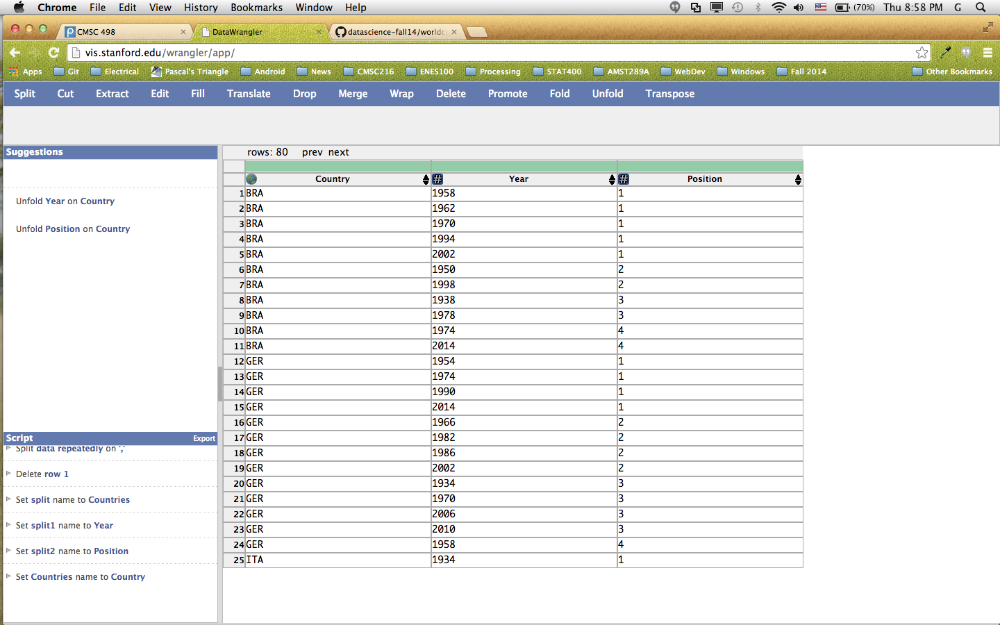 Chrome File Edit View History Bookmarks Window Help (70%) Thu 8:58 PM G
CMSC 498 DataWrangler datascience-fall14/worldc
vis.stanford.edu/wrangler/app/
Apps Git Electrical Pascal's Triangle Android News CMSC216 ENES100 Processing STAT400 AMST289A WebDev Windows Fall 2014 Other Bookmarks
Split Cut Extract Edit Fill Translate Drop Merge Wrap Delete Promote Fold Unfold Transpose
Suggestions
Unfold Year on Country
Unfold Position on Country
Script Export
Split data repeatedly on ','
Delete row 1
Set split name to Countries
Set split1 name to Year
Set split2 name to Position
Set Countries name to Country
rows: 80 prev next
Country # Year # Position
1 BRA 1958 1
2 BRA 1962 1
3 BRA 1970 1
4 BRA 1994 1
5 BRA 2002 1
6 BRA 1950 2
7 BRA 1998 2
8 BRA 1938 3
9 BRA 1978 3
10 BRA 1974 4
11 BRA 2014 4
12 GER 1954 1
13 GER 1974 1
14 GER 1990 1
15 GER 2014 1
16 GER 1966 2
17 GER 1982 2
18 GER 1986 2
19 GER 2002 2
20 GER 1934 3
21 GER 1970 3
22 GER 2006 3
23 GER 2010 3
24 GER 1958 4
25 ITA 1934 1